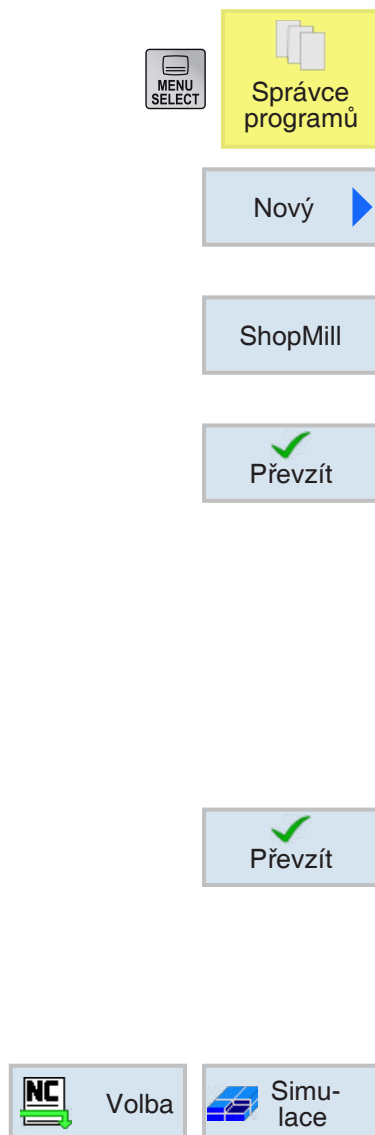 MENU
SELECT
Správce
programů
Nový
ShopMill
Převzít
Převzít
NC
Volba
Simu-
lace